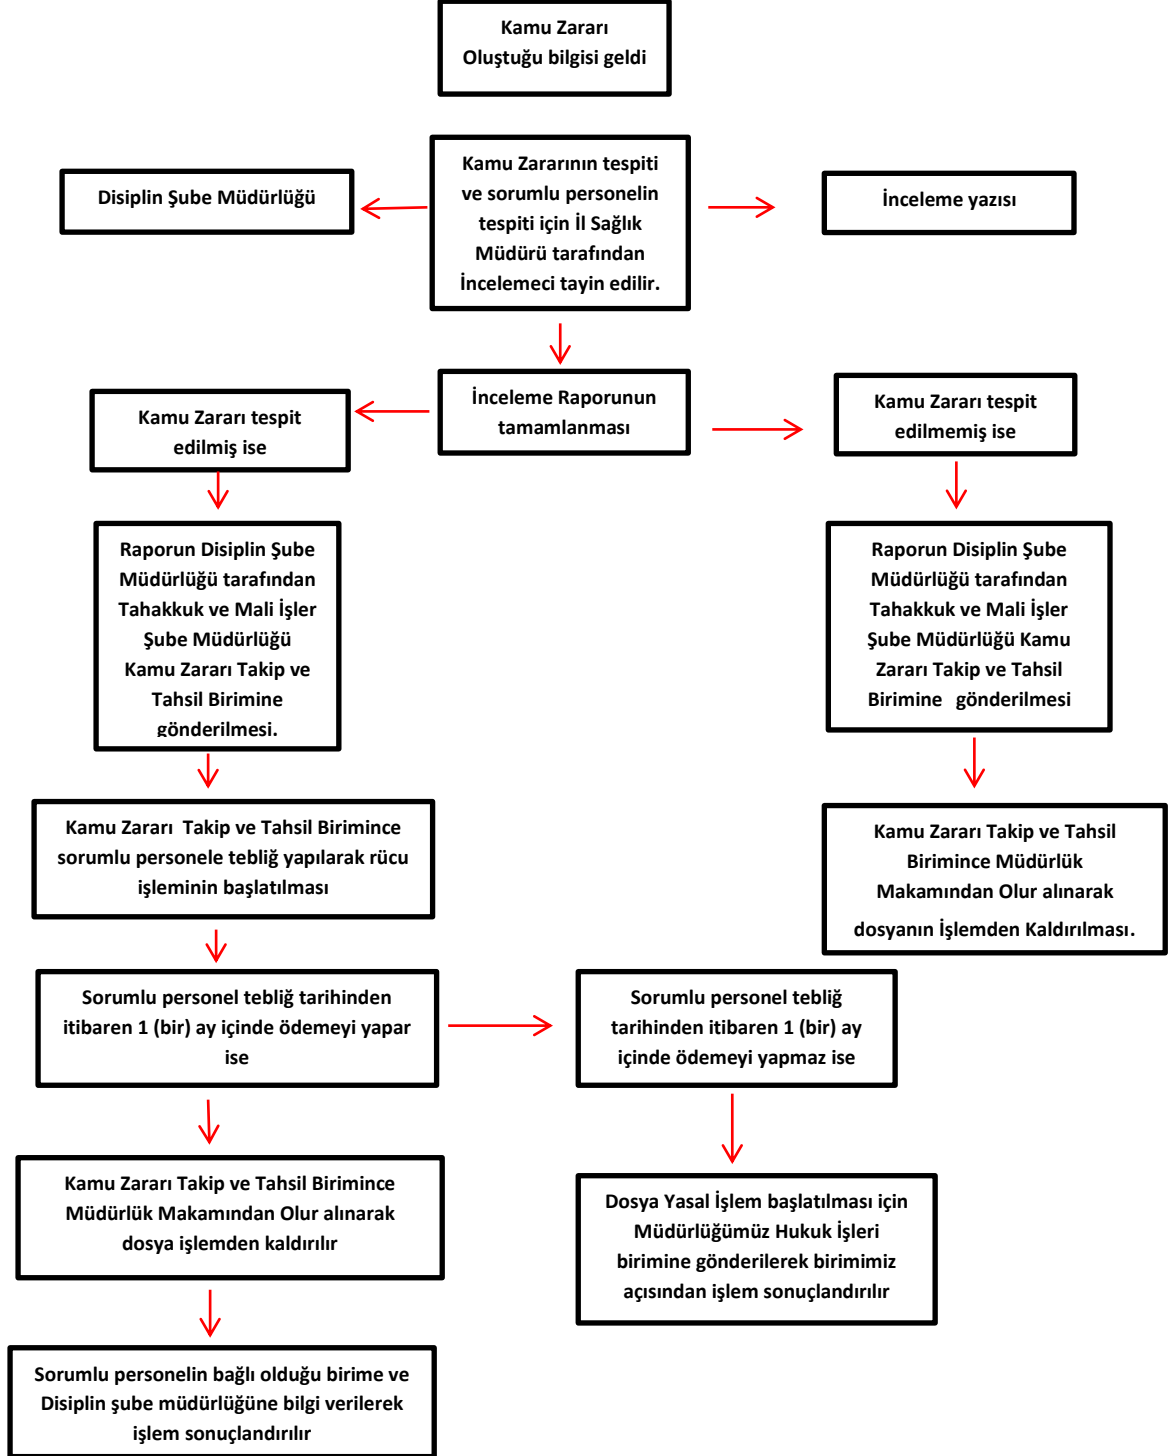 Kamu Zararı
Oluştuğu bilgisi geldi
Disiplin Şube Müdürlüğü
Kamu Zararının tespiti
ve sorumlu personelin
tespiti için İl Sağlık
Müdürü tarafından
İncelemeci tayin edilir.
İnceleme yazısı
Kamu Zararı tespit
edilmiş ise
İnceleme Raporunun
tamamlanması
Kamu Zararı tespit
edilmemiş ise
Raporun Disiplin Şube
Müdürlüğü tarafından
Tahakkuk ve Mali İşler
Şube Müdürlüğü
Kamu Zararı Takip ve
Tahsil Birimine
gönderilmesi.
Raporun Disiplin Şube
Müdürlüğü tarafından
Tahakkuk ve Mali İşler
Şube Müdürlüğü Kamu
Zararı Takip ve Tahsil
Birimine gönderilmesi
Kamu Zararı Takip ve Tahsil Birimince
sorumlu personele tebliğ yapılarak rücu
işleminin başlatılması
Kamu Zararı Takip ve Tahsil
Birimince Müdürlük
Makamından Olur alınarak
dosyanın İşlemden Kaldırılması.
Sorumlu personel tebliğ tarihinden
itibaren 1 (bir) ay içinde ödemeyi yapar
ise
Sorumlu personel tebliğ
tarihinden itibaren 1 (bir) ay
içinde ödemeyi yapmaz ise
Kamu Zararı Takip ve Tahsil Birimince
Müdürlük Makamından Olur alınarak
dosya işlemden kaldırılır
Dosya Yasal İşlem başlatılması için
Müdürlüğümüz Hukuk İşleri
birimine gönderilerek birimimiz
açısından işlem sonuçlandırılır
Sorumlu personelin bağlı olduğu birime ve
Disiplin şube müdürlüğüne bilgi verilerek
işlem sonuçlandırılır